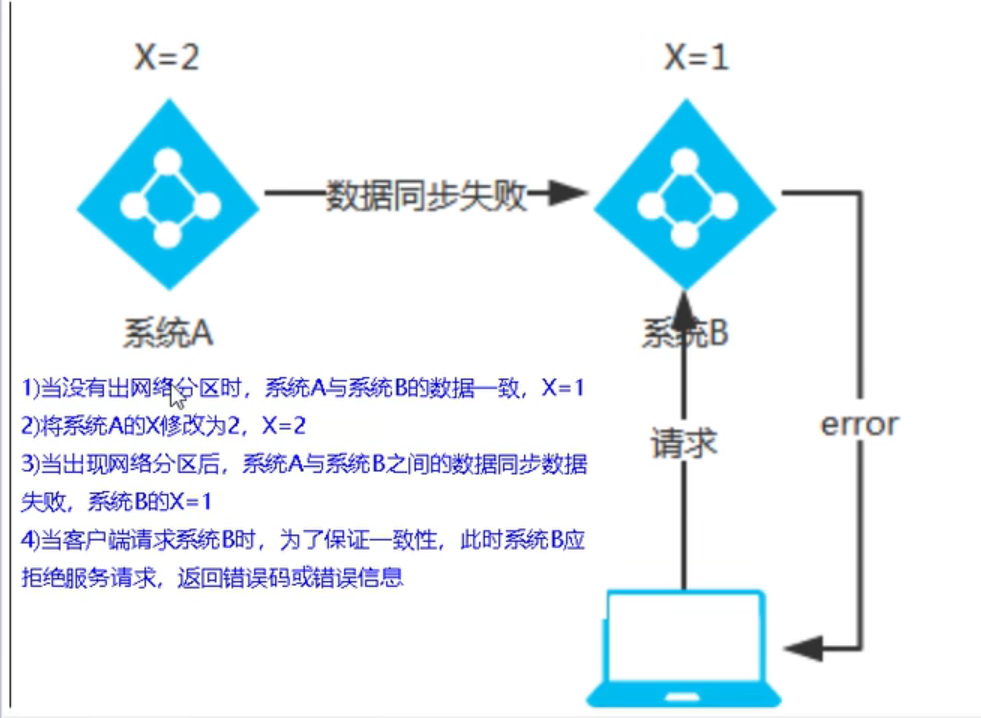 X=2
X=1
数据同步失败
系统A
系统B
1)当没有出网络分区时，系统A与系统B的数据一致，X=1
2)将系统A的X修改为2，X=2
3)当出现网络分区后，系统A与系统B之间的数据同步数据
失败，系统B的X=1
4)当客户端请求系统B时，为了保证一致性，此时系统B应
拒绝服务请求，返回错误码或错误信息
请求
error